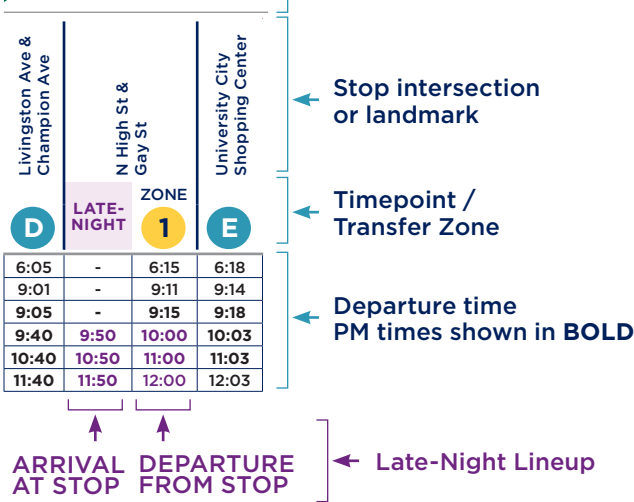 Livingston Ave &
Champion Ave
N High St &
Gay St
University City
Shopping Center
Stop intersection
or landmark
D
LATE-
NIGHT
ZONE
1
E
Timepoint /
Transfer Zone
6:05 - 6:15 6:18
9:01 - 9:11 9:14
9:05 - 9:15 9:18
9:40 9:50 10:00 10:03
10:40 10:50 11:00 11:03
11:40 11:50 12:00 12:03
Departure time
PM times shown in BOLD
ARRIVAL
AT STOP
DEPARTURE
FROM STOP
Late-Night Lineup